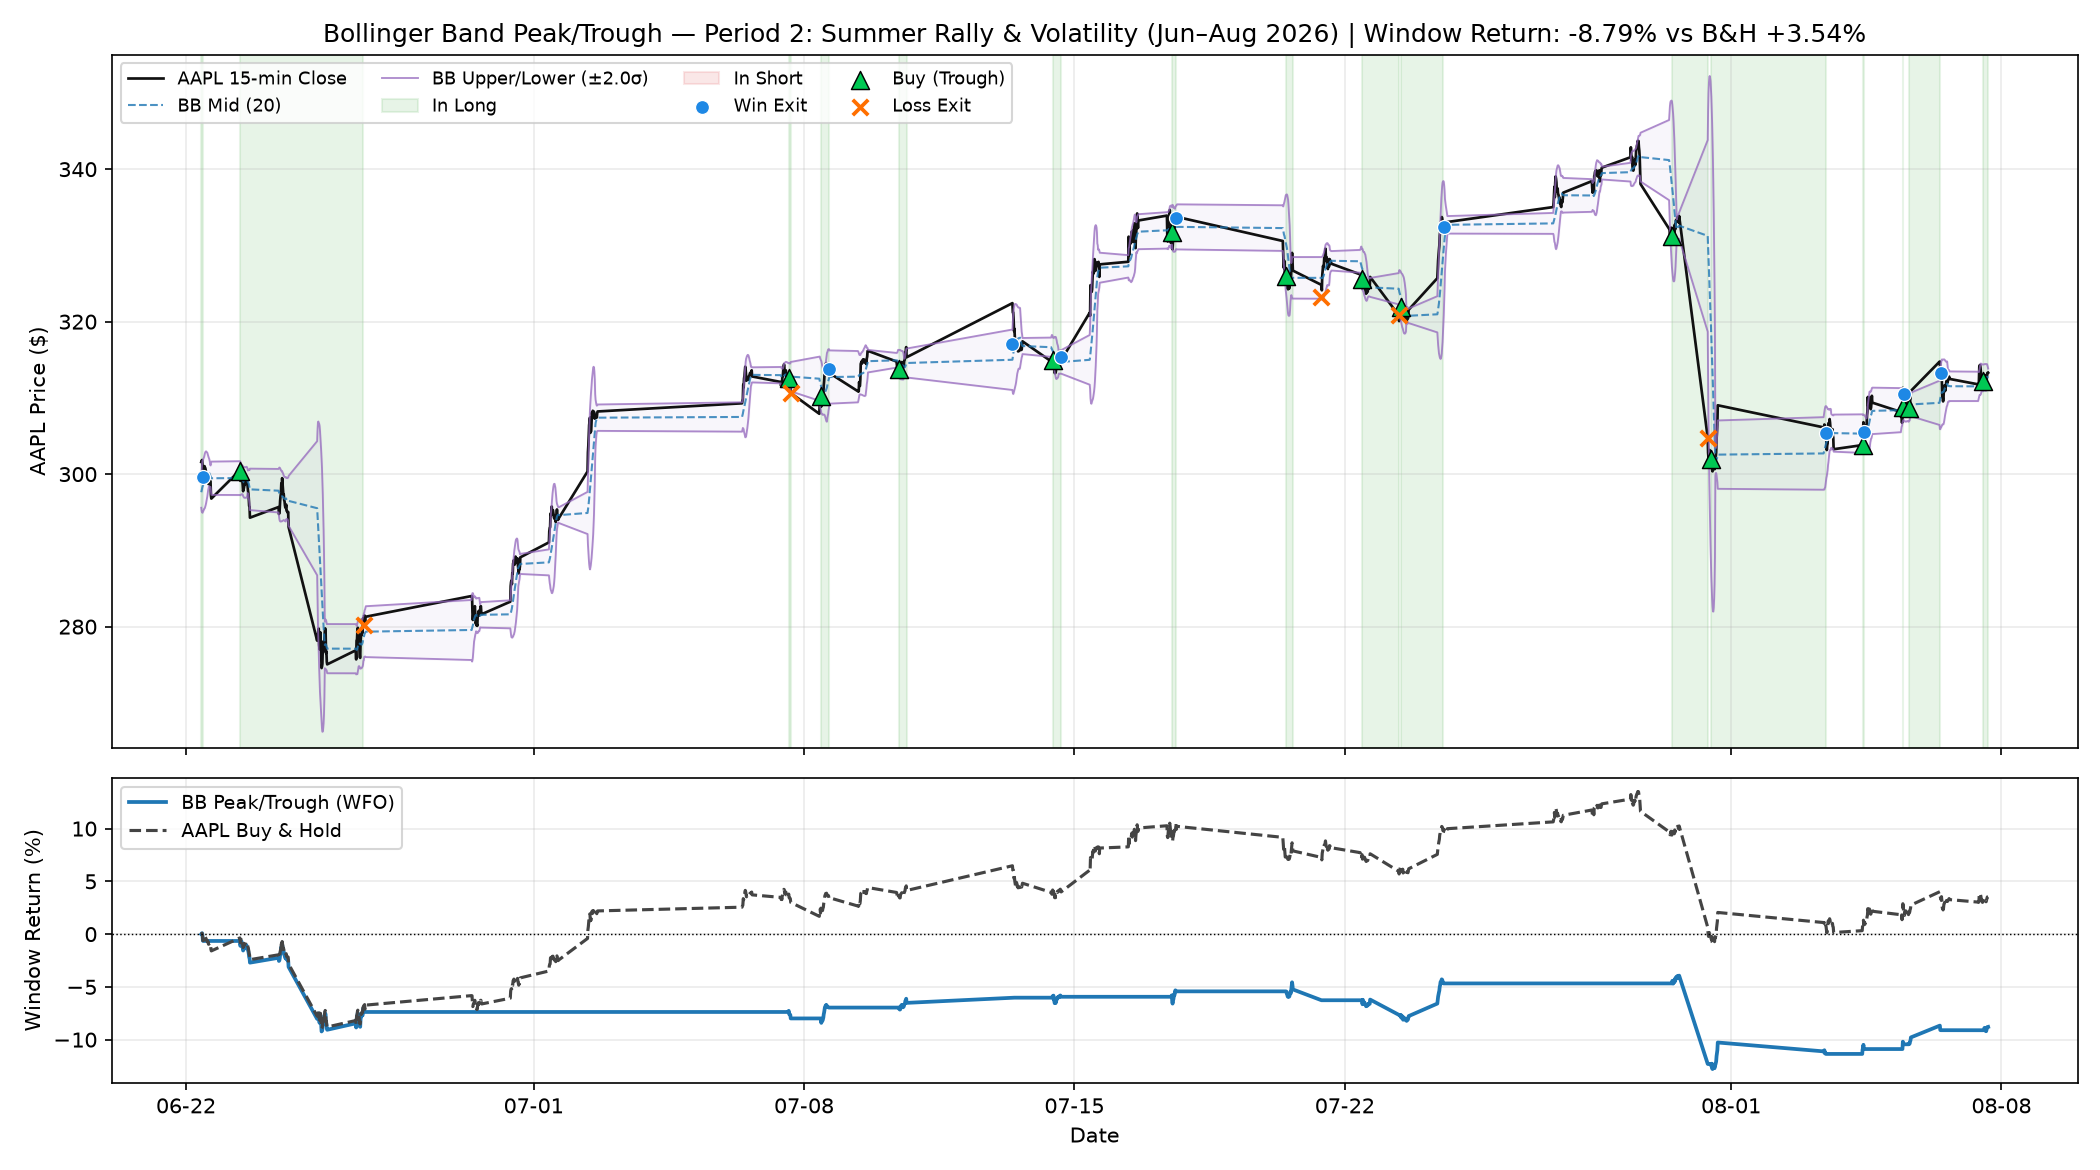 Bollinger Band Peak/Trough — Period 2: Summer Rally & Volatility (Jun–Aug 2026) | Window Return: -8.79% vs B&H +3.54%
AAPL 15-min Close
BB Mid (20)
BB Upper/Lower (±2.0σ)
In Long
In Short
Win Exit
Buy (Trough)
Loss Exit
AAPL Price ($)
340
320
300
280
BB Peak/Trough (WFO)
AAPL Buy & Hold
Window Return (%)
10
5
0
−5
−10
06-22
07-01
07-08
07-15
07-22
08-01
08-08
Date